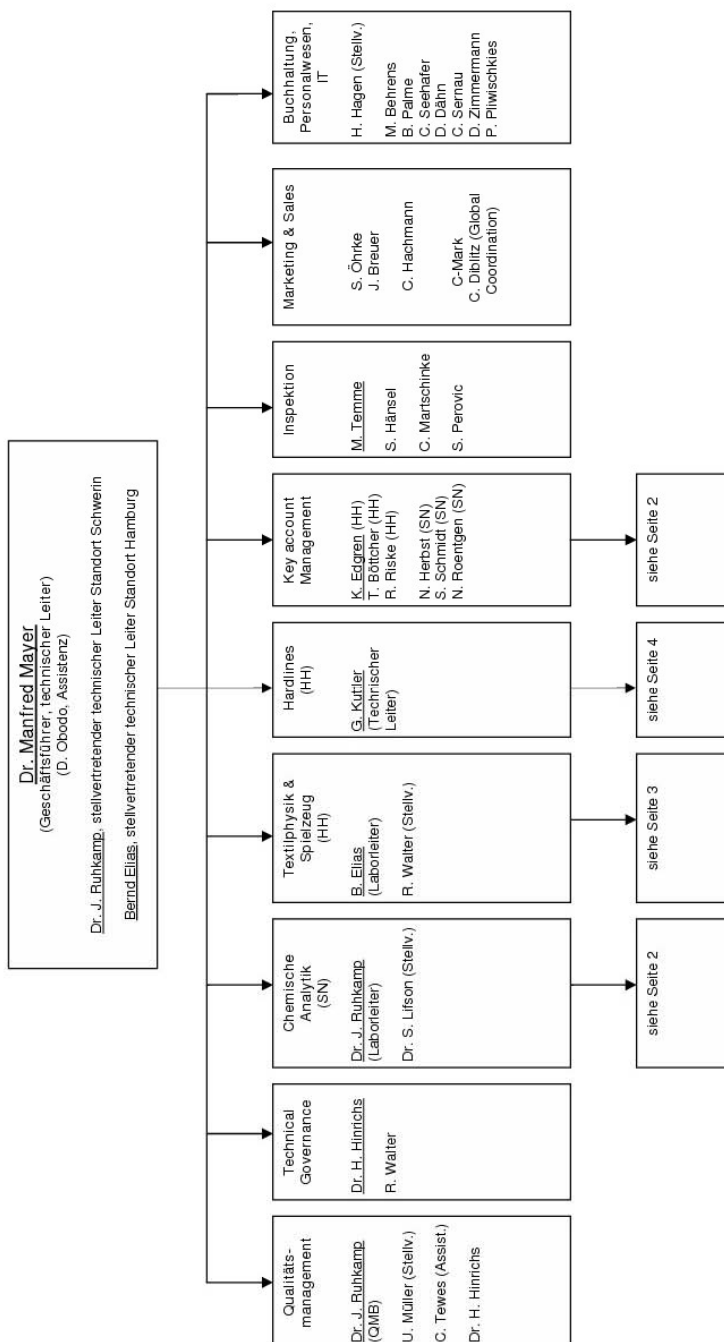 Dr. Manfred Mayer
(Geschäftsführer, technischer Leiter)
(D. Obodo, Assistenz)
Dr. J. Ruhkamp, stellvertretender technischer Leiter Standort Schwerin
Bernd Elias, stellvertretender technischer Leiter Standort Hamburg
Qualitäts-
management
Dr. J. Ruhkamp
(QMB)
U. Müller (Stellv.)
C. Tewes (Assist.)
Dr. H. Hinrichs
Technical
Governance
Dr. H. Hinrichs
R. Walter
Chemische
Analytik
(SN)
Dr. J. Ruhkamp
(Laborleiter)
Dr. S. Lifson (Stellv.)
siehe Seite 2
Textilphysik &
Spielzeug
(HH)
B. Elias
(Laborleiter)
R. Walter (Stellv.)
siehe Seite 3
Hardlines
(HH)
G. Kutler
(Technischer
Leiter)
siehe Seite 4
Key account
Management
K. Edgren (HH)
T. Böttcher (HH)
R. Riske (HH)
N. Herbst (SN)
S. Schmidt (SN)
N. Roentgen (SN)
siehe Seite 2
Inspektion
M. Temme
S. Hänsel
C. Martschinke
S. Perovic
Marketing & Sales
S. Öhrke
J. Breuer
C. Hachmann
C-Mark
C. Diblitz (Global
Coordination)
Buchhaltung,
Personalwesen,
IT
H. Hagen (Stellv.)
M. Behrens
B. Palme
C. Seehafer
D. Dähn
C. Sernau
D. Zimmermann
P. Pliwischkies